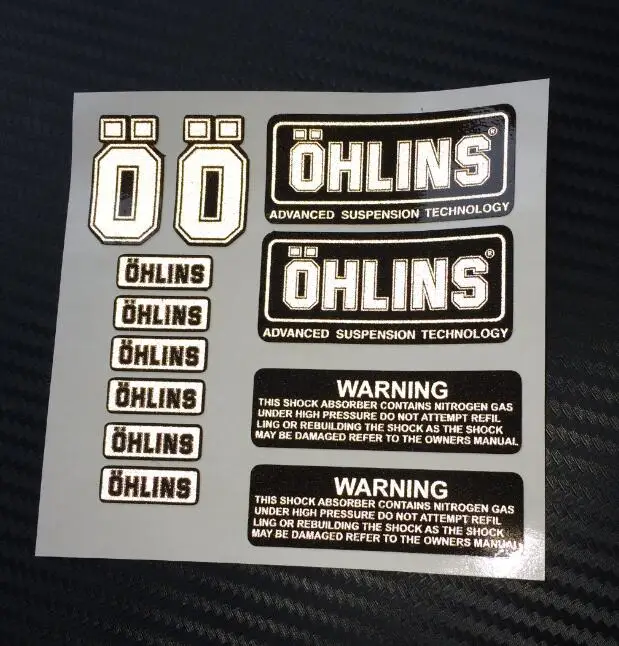 Ö Ö
ÖHLINS
ÖHLINS
ÖHLINS
ÖHLINS
ÖHLINS
ÖHLINS
ÖHLINS®
ADVANCED SUSPENSION TECHNOLOGY
ÖHLINS®
ADVANCED SUSPENSION TECHNOLOGY
WARNING
THIS SHOCK ABSORBER CONTAINS NITROGEN GAS
UNDER HIGH PRESSURE DO NOT ATTEMPT REFIL
LING OR REBUILDING THE SHOCK AS THE SHOCK
MAY BE DAMAGED REFER TO THE OWNERS MANUAL
WARNING
THIS SHOCK ABSORBER CONTAINS NITROGEN GAS
UNDER HIGH PRESSURE DO NOT ATTEMPT REFIL
LING OR REBUILDING THE SHOCK AS THE SHOCK
MAY BE DAMAGED REFER TO THE OWNERS MANUAL